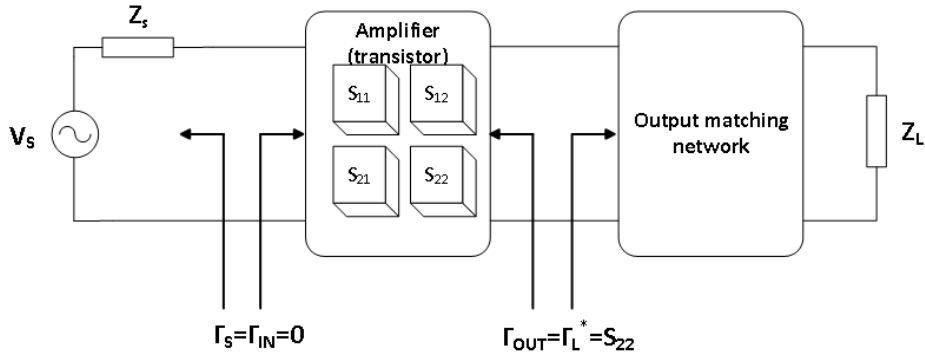 Zs
Amplifier
(transistor)
S11
S12
VS
Output matching
network
ZL
S21
S22
ΓS=ΓIN=0
ΓOUT=ΓL*=S22